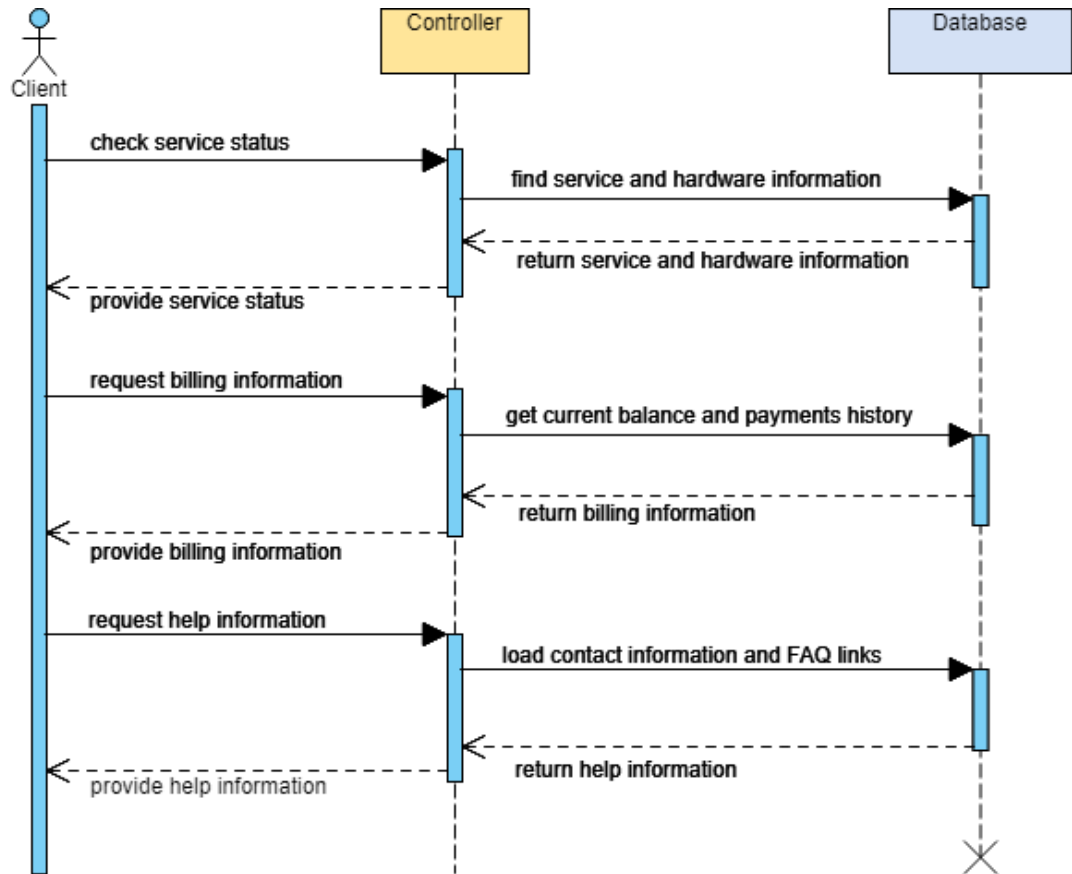 Controller
Database
Client
check service status
find service and hardware information
return service and hardware information
provide service status
request billing information
get current balance and payments history
return billing information
provide billing information
request help information
load contact information and FAQ links
return help information
provide help information